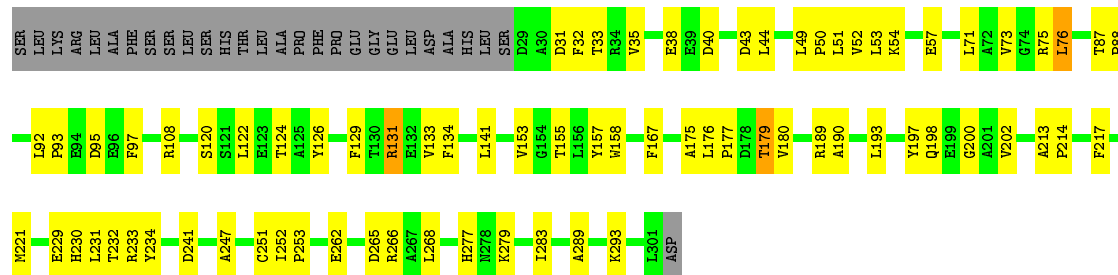 SER LEU LYS ARG LEU ALA PHE SER SER LEU SER HIS THR LEU ALA PRO PHE PRO GLU GLY GLU LEU ASP ALA HIS LEU SER D29 A30 D31 F32 T33 R34 V35 E38 E39 D40 D43 L44 L49 P50 L51 V52 L53 K54 E57 L71 A72 V73 G74 R75 L76 T87 P88
L92 P93 E94 D95 E96 F97 R108 S120 S121 L122 E123 T124 A125 Y126 F129 T130 R131 E132 V133 F134 L141 V153 G154 T155 L156 Y157 W158 F167 A175 L176 P177 D178 T179 V180 R189 A190 L193 Y197 Q198 E199 G200 A201 V202 A213 P214 F217
M221 E229 H230 L231 T232 R233 Y234 D241 A247 C251 I252 P253 E262 D265 R266 A267 L268 H277 N278 K279 I283 A289 K293 L301 ASP